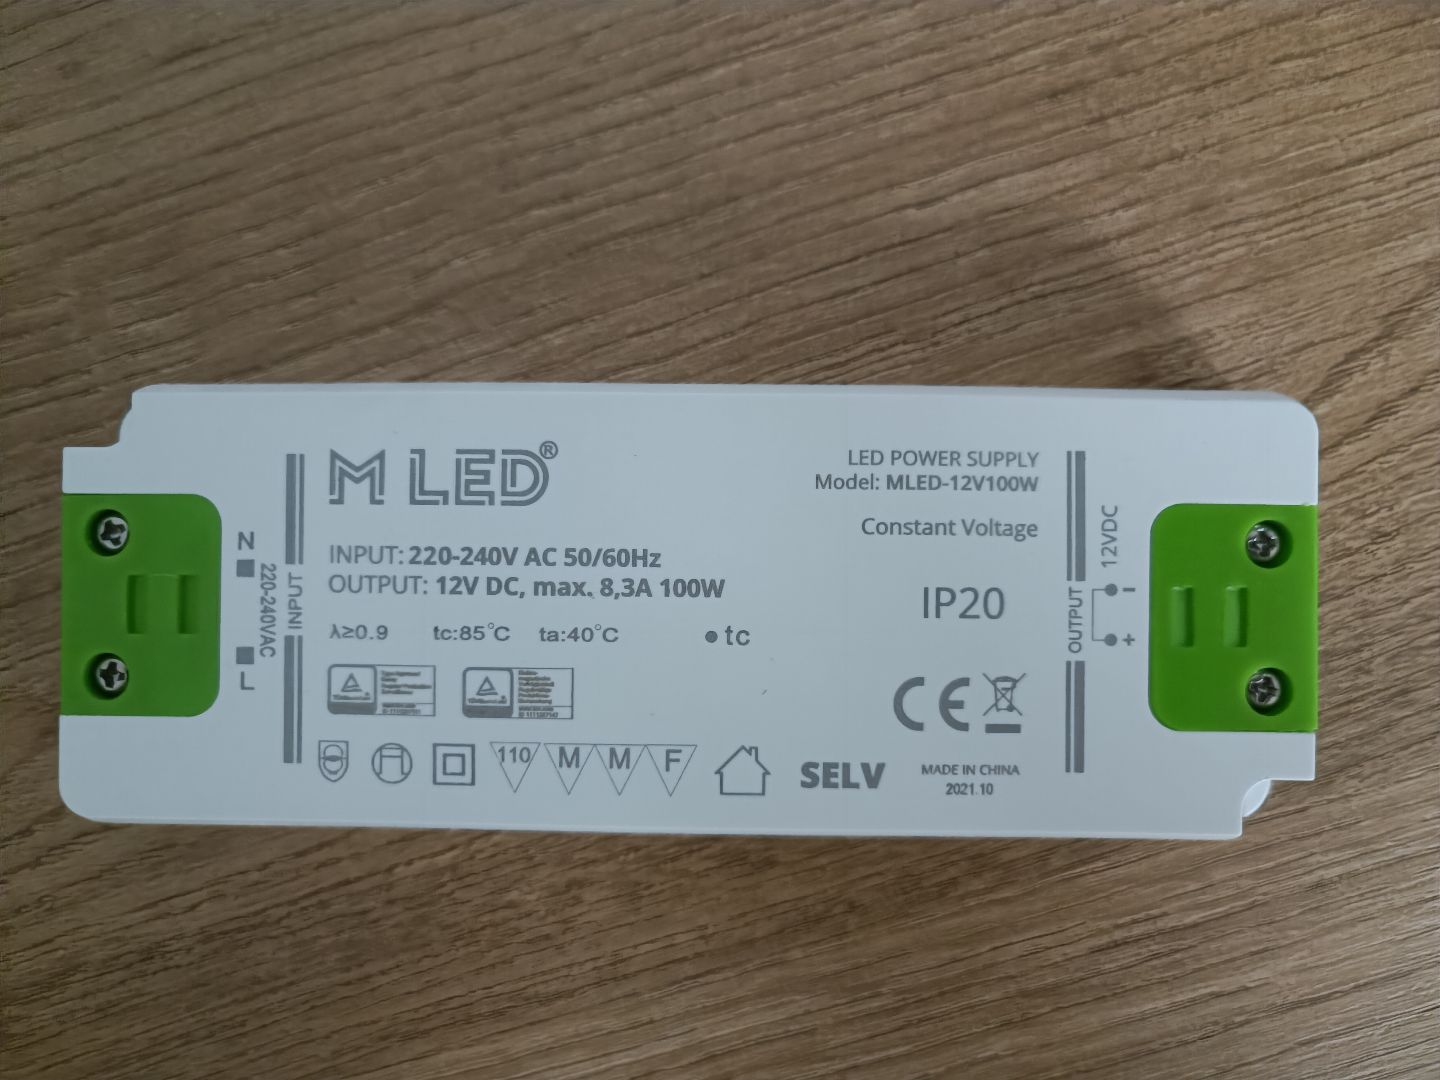 M LED®
LED POWER SUPPLY
Model: MLED-12V100W
Constant Voltage
INPUT: 220-240V AC 50/60Hz
OUTPUT: 12V DC, max. 8,3A 100W
λ≥0.9 tc:85°C ta:40°C
tc
IP20
N
L
220-240VAC
INPUT
OUTPUT
12VDC
-
+
CE
110
M
M
F
SELV
MADE IN CHINA
2021.10